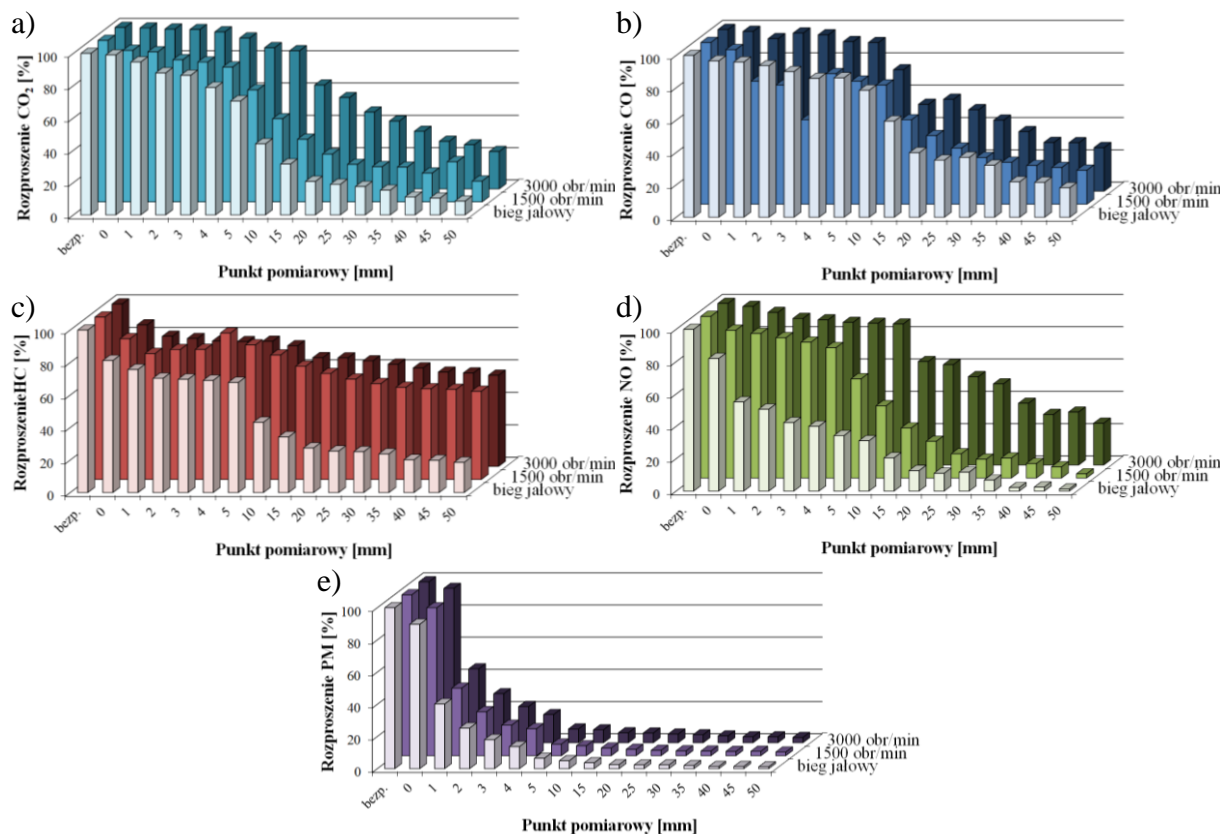 a)
Rozproszenie CO₂ [%]
100
80
60
40
20
0
bezp. 0 1 2 3 4 5 10 15 20 25 30 35 40 45 50
3000 obr/min
1500 obr/min
bieg jałowy
Punkt pomiarowy [mm]
b)
Rozproszenie CO [%]
100
80
60
40
20
0
bezp. 0 1 2 3 4 5 10 15 20 25 30 35 40 45 50
3000 obr/min
1500 obr/min
bieg jałowy
Punkt pomiarowy [mm]
c)
RozproszenieHC [%]
100
80
60
40
20
0
bezp. 0 1 2 3 4 5 10 15 20 25 30 35 40 45 50
3000 obr/min
1500 obr/min
bieg jałowy
Punkt pomiarowy [mm]
d)
Rozproszenie NO [%]
100
80
60
40
20
0
bezp. 0 1 2 3 4 5 10 15 20 25 30 35 40 45 50
3000 obr/min
1500 obr/min
bieg jałowy
Punkt pomiarowy [mm]
e)
Rozproszenie PM [%]
100
80
60
40
20
0
bezp. 0 1 2 3 4 5 10 15 20 25 30 35 40 45 50
3000 obr/min
1500 obr/min
bieg jałowy
Punkt pomiarowy [mm]